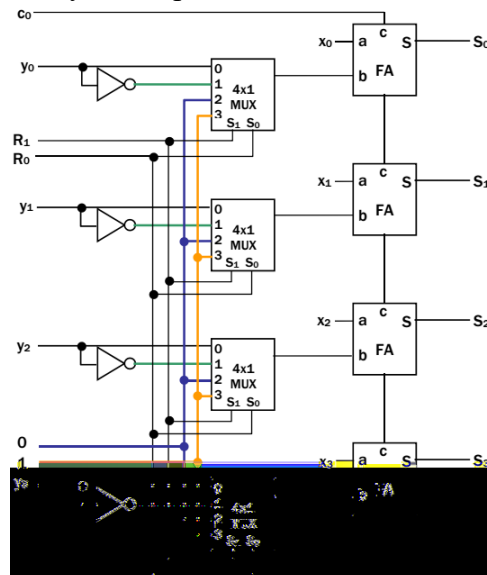 c₀
x₀ a c S S₀
y₀ 0 b FA
1 4x1
2 MUX
3
R₁ S₁ S₀
R₀
x₁ a c S S₁
y₁ 0 b FA
1 4x1
2 MUX
3 S₁ S₀
x₂ a c S S₂
y₂ 0 b FA
1 4x1
2 MUX
3 S₁ S₀
0 c
1 x₃ a S S₃